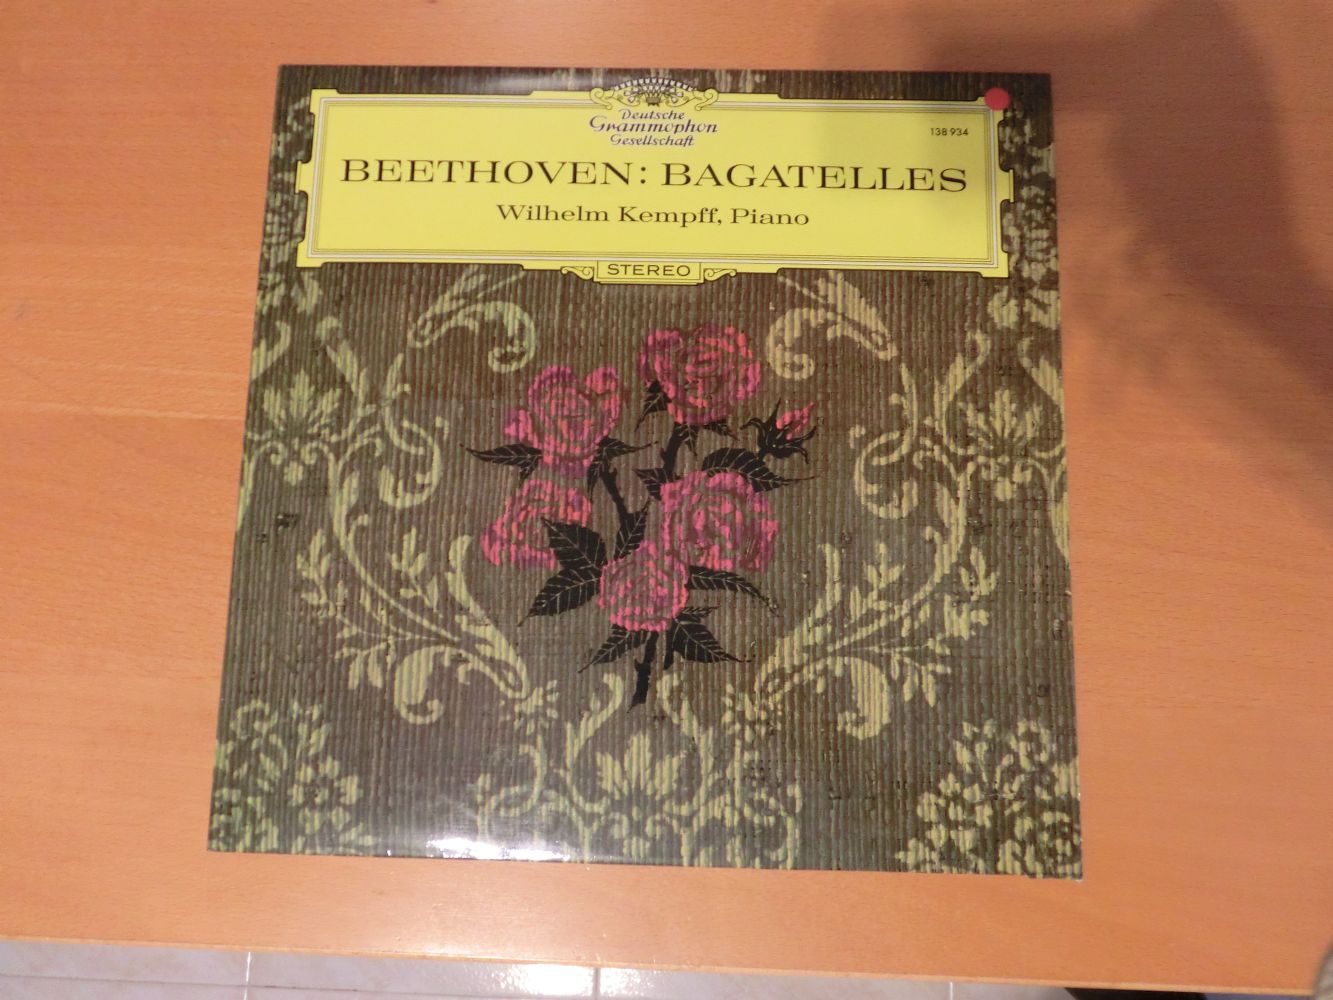 Deutsche
Grammophon
Gesellschaft
138 934
BEETHOVEN: BAGATELLES
Wilhelm Kempff, Piano
STEREO